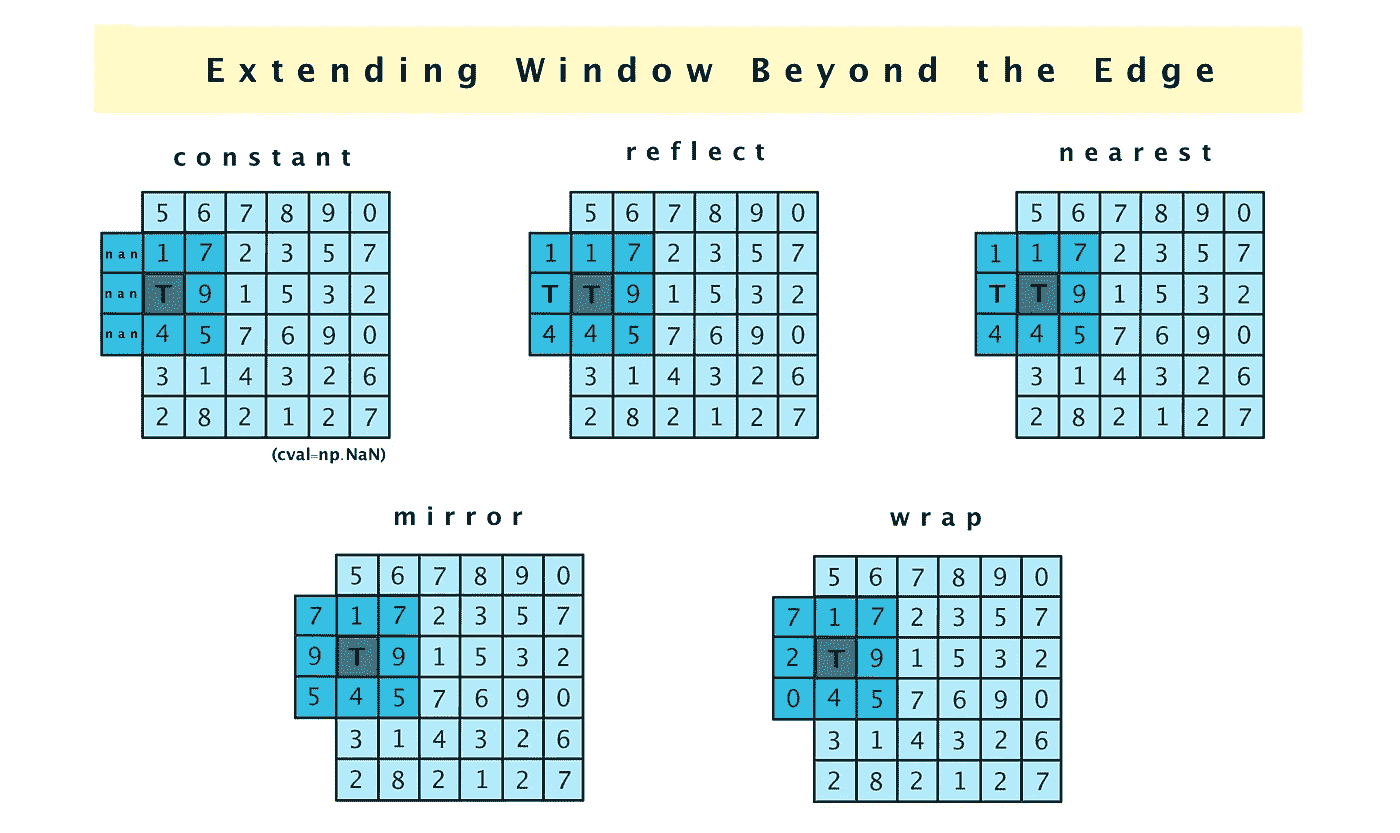 Extending Window Beyond the Edge
constant
5 6 7 8 9 0
nan 1 7 2 3 5 7
nan T 9 1 5 3 2
nan 4 5 7 6 9 0
3 1 4 3 2 6
2 8 2 1 2 7
(cval=np.NaN)
reflect
5 6 7 8 9 0
1 1 7 2 3 5 7
T T 9 1 5 3 2
4 4 5 7 6 9 0
3 1 4 3 2 6
2 8 2 1 2 7
nearest
5 6 7 8 9 0
1 1 7 2 3 5 7
T T 9 1 5 3 2
4 4 5 7 6 9 0
3 1 4 3 2 6
2 8 2 1 2 7
mirror
5 6 7 8 9 0
7 1 7 2 3 5 7
9 T 9 1 5 3 2
5 4 5 7 6 9 0
3 1 4 3 2 6
2 8 2 1 2 7
wrap
5 6 7 8 9 0
7 1 7 2 3 5 7
2 T 9 1 5 3 2
0 4 5 7 6 9 0
3 1 4 3 2 6
2 8 2 1 2 7